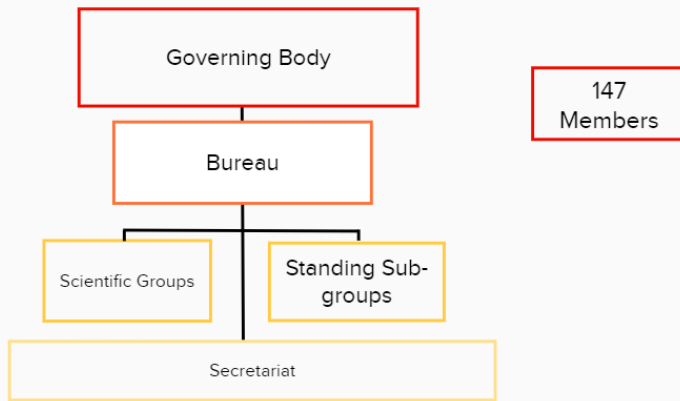 Governing Body
147
Members
Bureau
Scientific Groups
Standing Sub-
groups
Secretariat